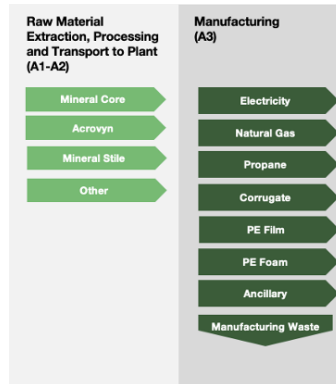 Raw Material
Extraction, Processing
and Transport to Plant
(A1-A2)
Mineral Core
Acrovyn
Mineral Stile
Other
Manufacturing
(A3)
Electricity
Natural Gas
Propane
Corrugate
PE Film
PE Foam
Ancillary
Manufacturing Waste